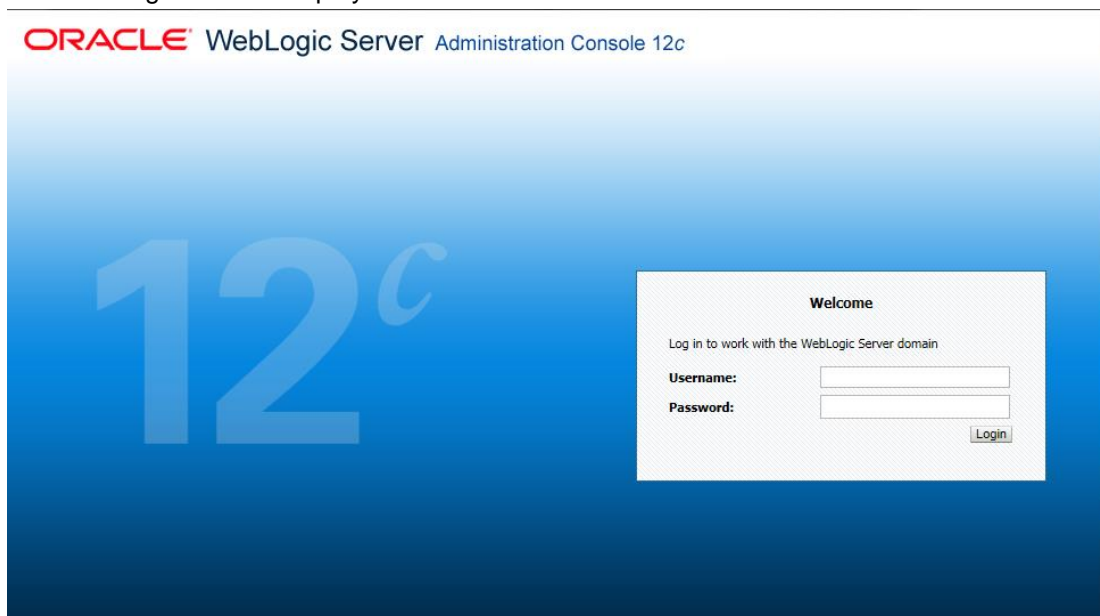 ORACLE WebLogic Server Administration Console 12c
12c
Welcome
Log in to work with the WebLogic Server domain
Username:
Password:
Login